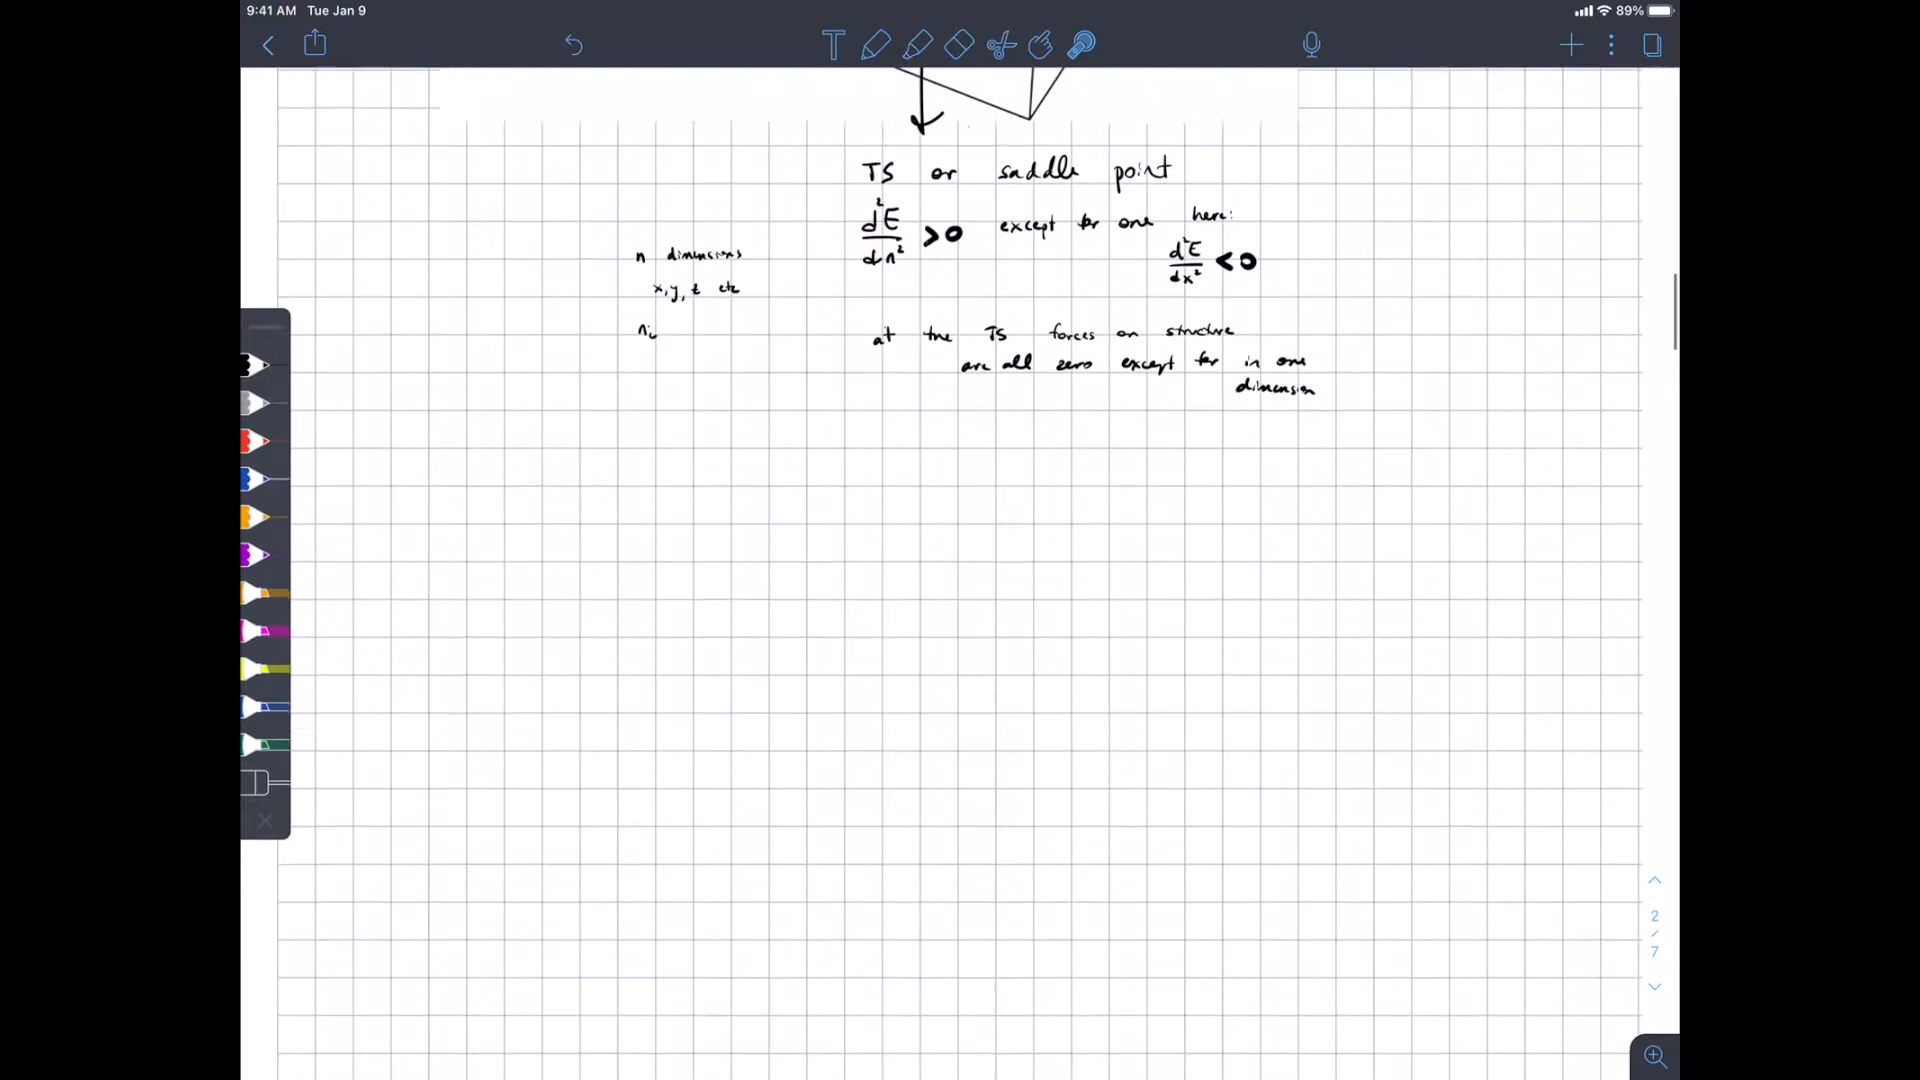 9:41 AM Tue Jan 9
89%
TS or saddle point
d²E/dn² >0 except for one here:
d²E/dx² <0
n dimensions
x, y, z etc
nᵢ
at the TS forces on structure
are all zero except for in one
dimension
2
/
7